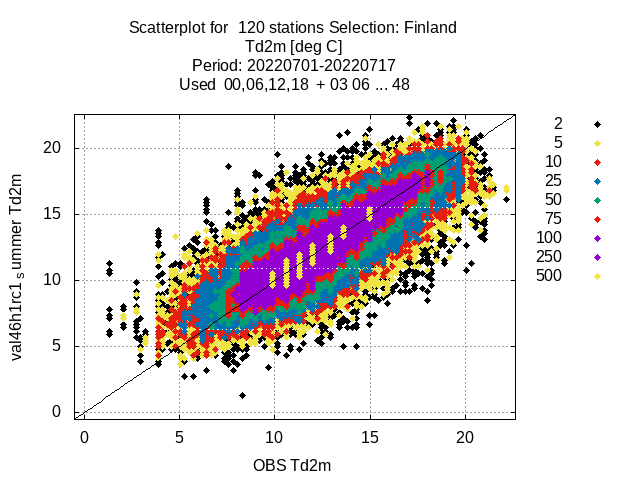 Scatterplot for 120 stations Selection: Finland
Td2m [deg C]
Period: 20220701-20220717
Used 00,06,12,18 + 03 06 ... 48
val46h1rc1 summer Td2m
20
15
10
5
0
0 5 10 15 20
OBS Td2m
2
5
10
25
50
75
100
250
500